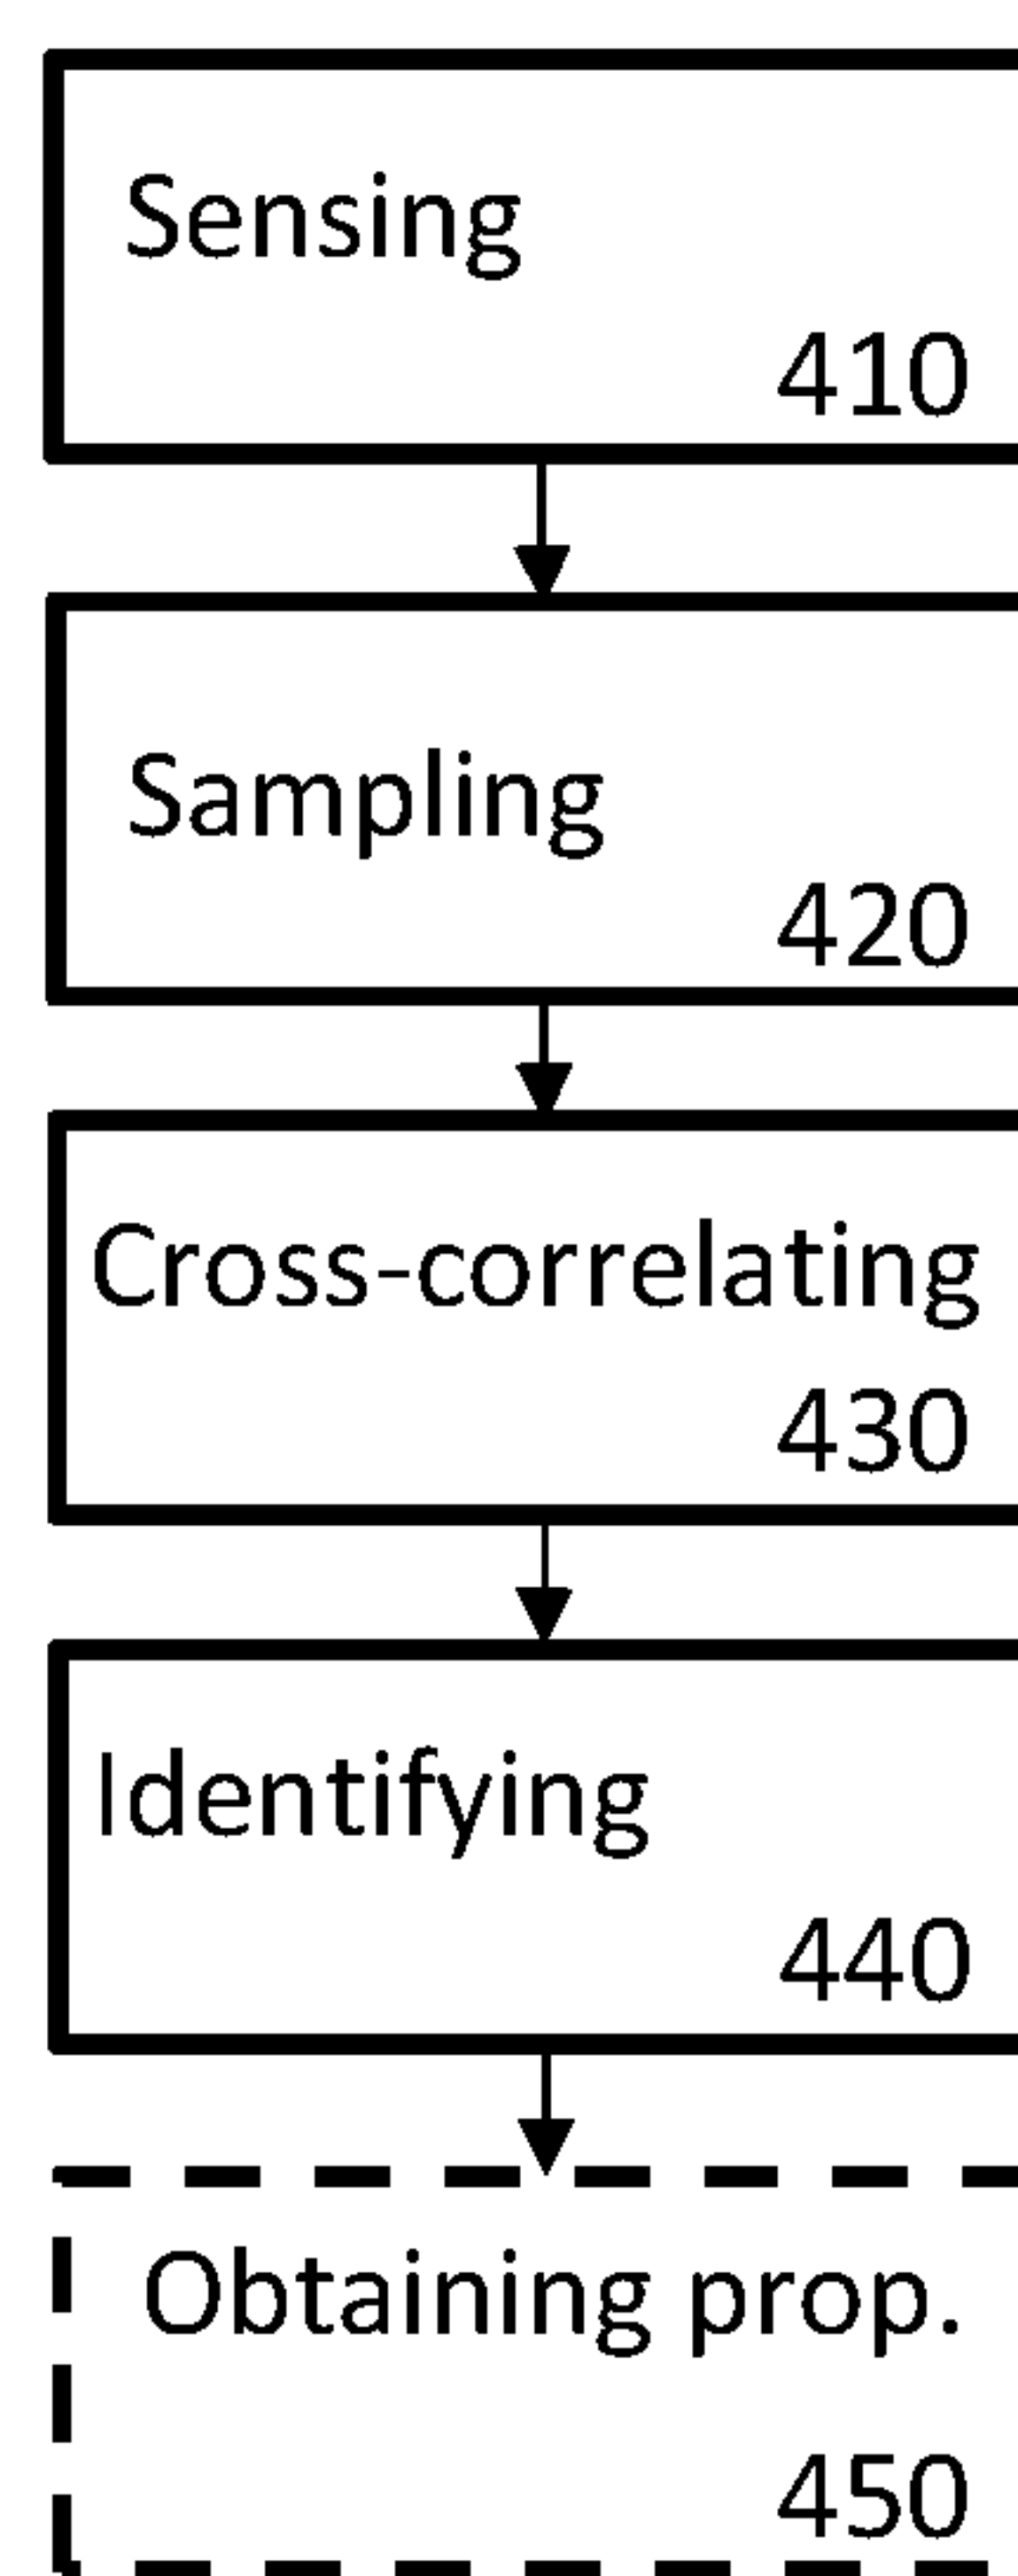 Sensing
410
Sampling
420
Cross-correlating
430
Identifying
440
Obtaining prop.
450